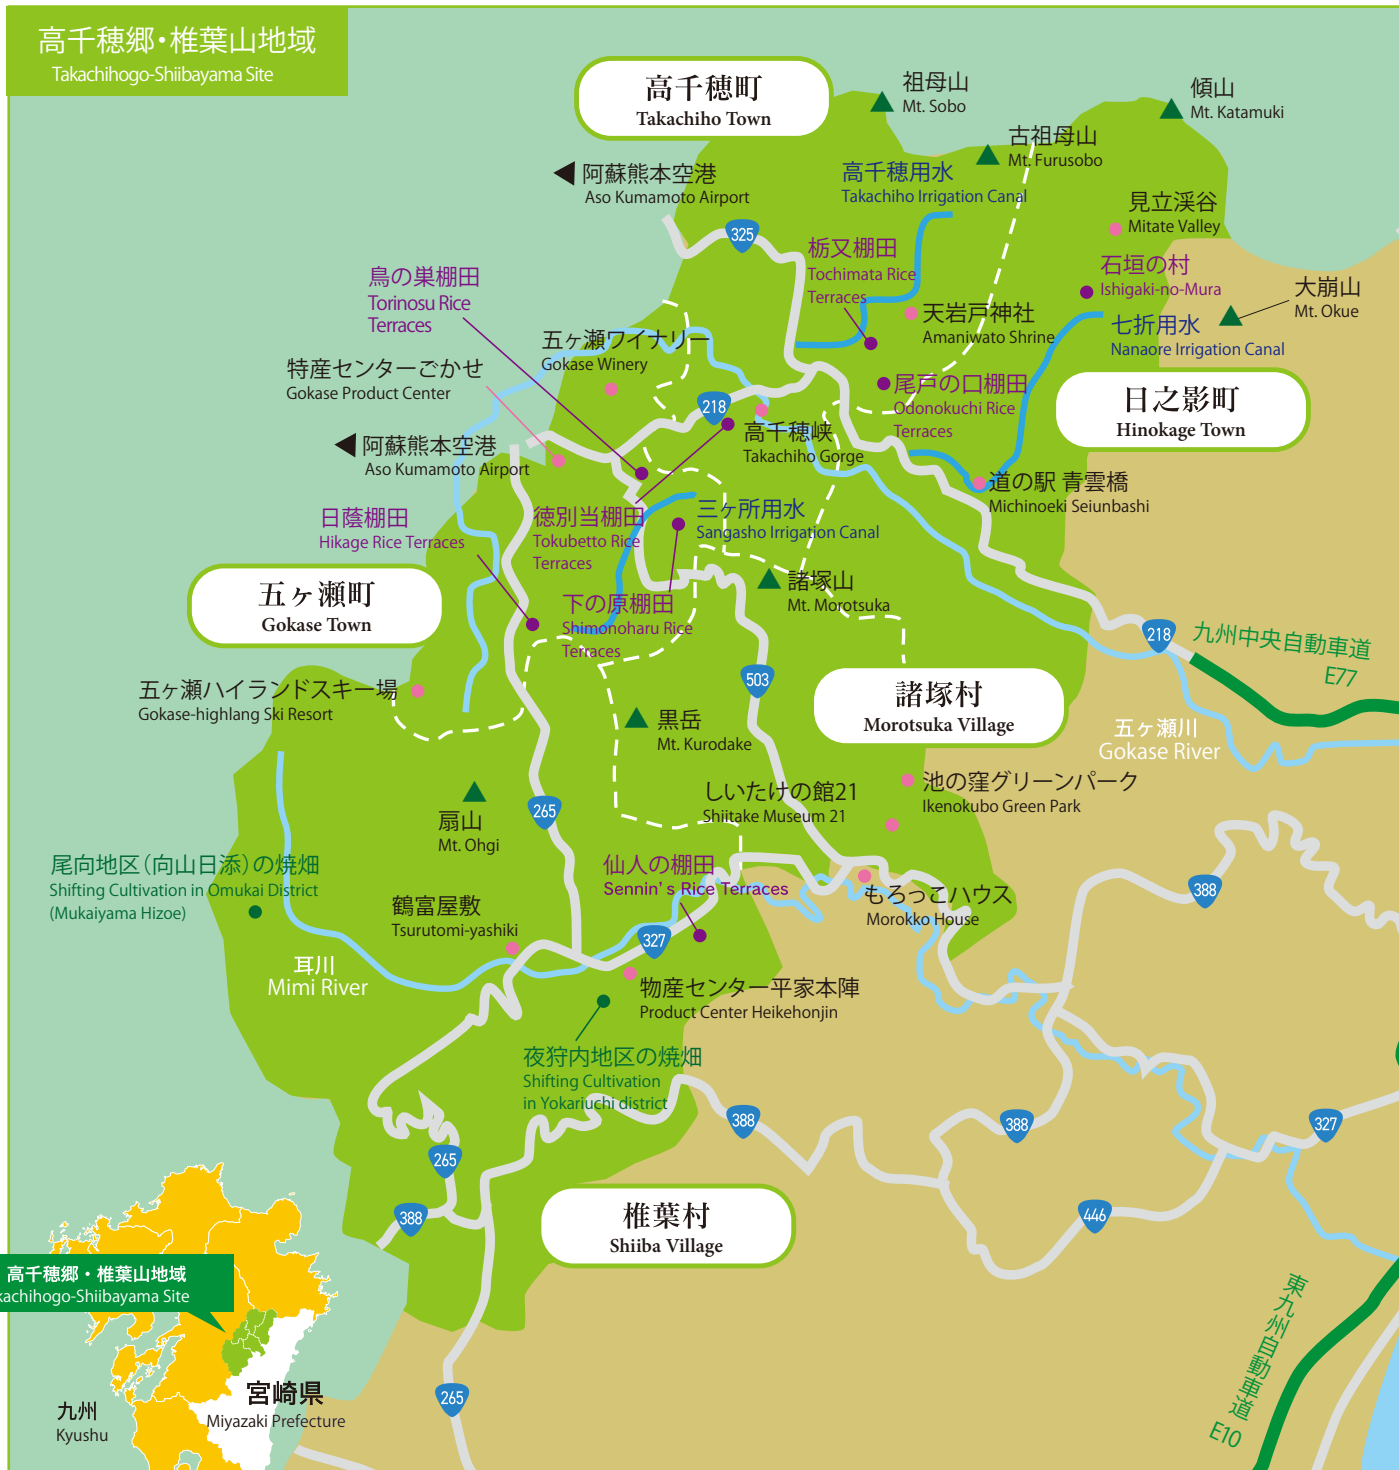 高千穂郷・椎葉山地域
Takachihogo-Shiibayama Site
高千穂町
Takachiho Town
祖母山
Mt. Sobo
傾山
Mt. Katamuki
古祖母山
Mt. Furusobo
阿蘇熊本空港
Aso Kumamoto Airport
高千穂用水
Takachiho Irrigation Canal
見立渓谷
Mitate Valley
325
栃又棚田
Tochimata Rice
Terraces
石垣の村
Ishigaki-no-Mura
鳥の巣棚田
Torinosu Rice
Terraces
大崩山
Mt. Okue
天岩戸神社
Amaniwato Shrine
七折用水
Nanaore Irrigation Canal
五ヶ瀬ワイナリー
Gokase Winery
特産センターごかせ
Gokase Product Center
尾戸の口棚田
Odonokuchi Rice
Terraces
日之影町
Hinokage Town
218
高千穂峡
Takachiho Gorge
阿蘇熊本空港
Aso Kumamoto Airport
道の駅 青雲橋
Michinoeki Seiunbashi
日蔭棚田
Hikage Rice Terraces
徳別当棚田
Tokubetto Rice
Terraces
三ヶ所用水
Sangasho Irrigation Canal
五ヶ瀬町
Gokase Town
諸塚山
Mt. Morotsuka
下の原棚田
Shimonoharu Rice
Terraces
218
九州中央自動車道
E77
503
五ヶ瀬ハイランドスキー場
Gokase-highlang Ski Resort
諸塚村
Morotsuka Village
黒岳
Mt. Kurodake
五ヶ瀬川
Gokase River
池の窪グリーンパーク
Ikenokubo Green Park
しいたけの館21
Shiitake Museum 21
265
扇山
Mt. Ohgi
尾向地区（向山日添）の焼畑
Shifting Cultivation in Omukai District
(Mukaiyama Hizoe)
仙人の棚田
Sennin's Rice Terraces
388
もろっこハウス
Morokko House
鶴富屋敷
Tsurutomi-yashiki
327
耳川
Mimi River
物産センター平家本陣
Product Center Heikehonjin
夜狩内地区の焼畑
Shifting Cultivation
in Yokariuchi district
388
388
327
265
388
446
椎葉村
Shiiba Village
高千穂郷・椎葉山地域
kachihogo-Shiibayama Site
東九州自動車道
E10
265
宮崎県
Miyazaki Prefecture
九州
Kyushu